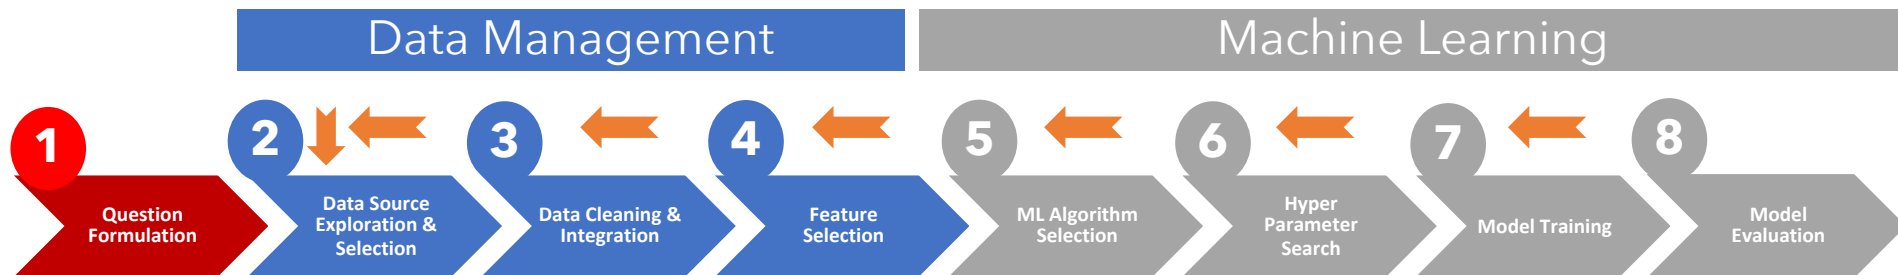 Data Management
Machine Learning
1
Question
Formulation
2
Data Source
Exploration &
Selection
3
Data Cleaning &
Integration
4
Feature
Selection
5
ML Algorithm
Selection
6
Hyper
Parameter
Search
7
Model Training
8
Model
Evaluation